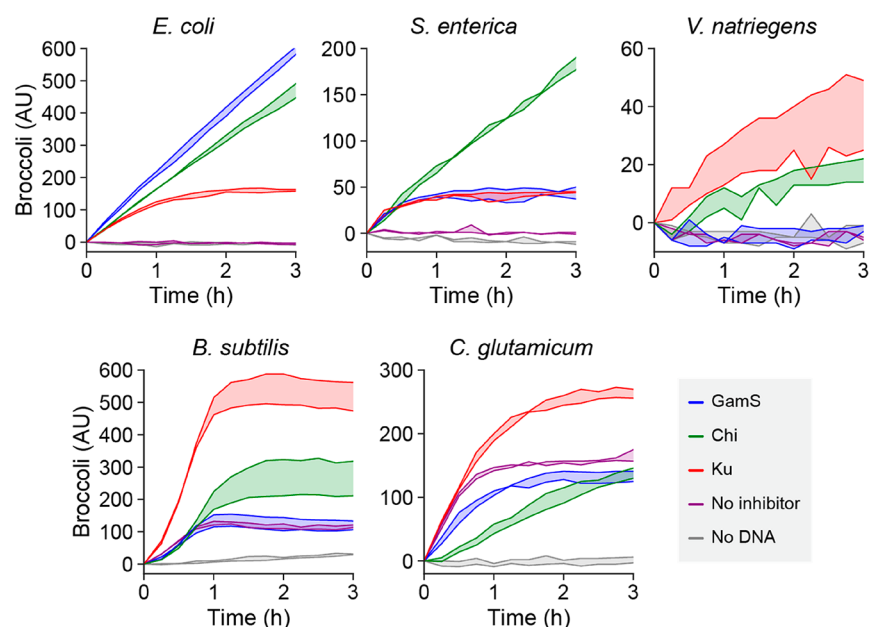 E. coli
S. enterica
V. natriegens
Broccoli (AU)
600
500
400
300
200
100
0
0
1
2
3
Time (h)
200
150
100
50
0
0
1
2
3
Time (h)
60
40
20
0
0
1
2
3
Time (h)
B. subtilis
C. glutamicum
Broccoli (AU)
600
500
400
300
200
100
0
0
1
2
3
Time (h)
300
200
100
0
0
1
2
3
Time (h)
GamS
Chi
Ku
No inhibitor
No DNA